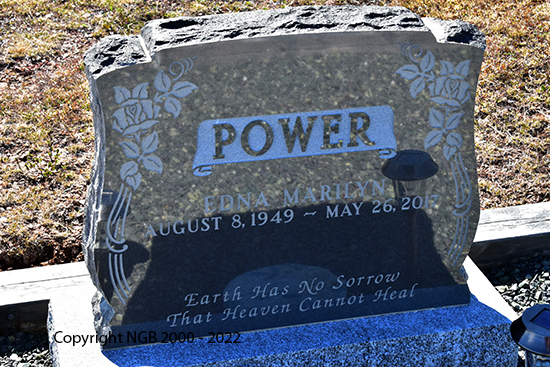 POWER
EDNA MARILYN
AUGUST 8, 1949 ~ MAY 26, 2017
Earth Has No Sorrow
That Heaven Cannot Heal
Copyright NGB 2000 - 2022